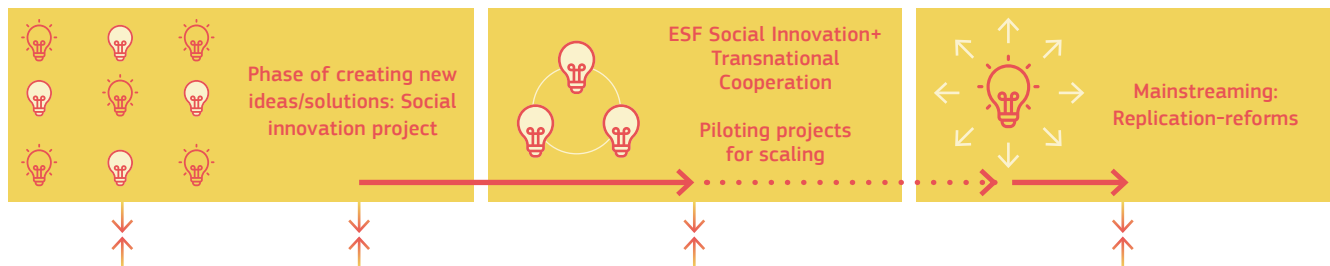 Phase of creating new
ideas/solutions: Social
innovation project
ESF Social Innovation+
Transnational
Cooperation
Piloting projects
for scaling
Mainstreaming:
Replication-reforms